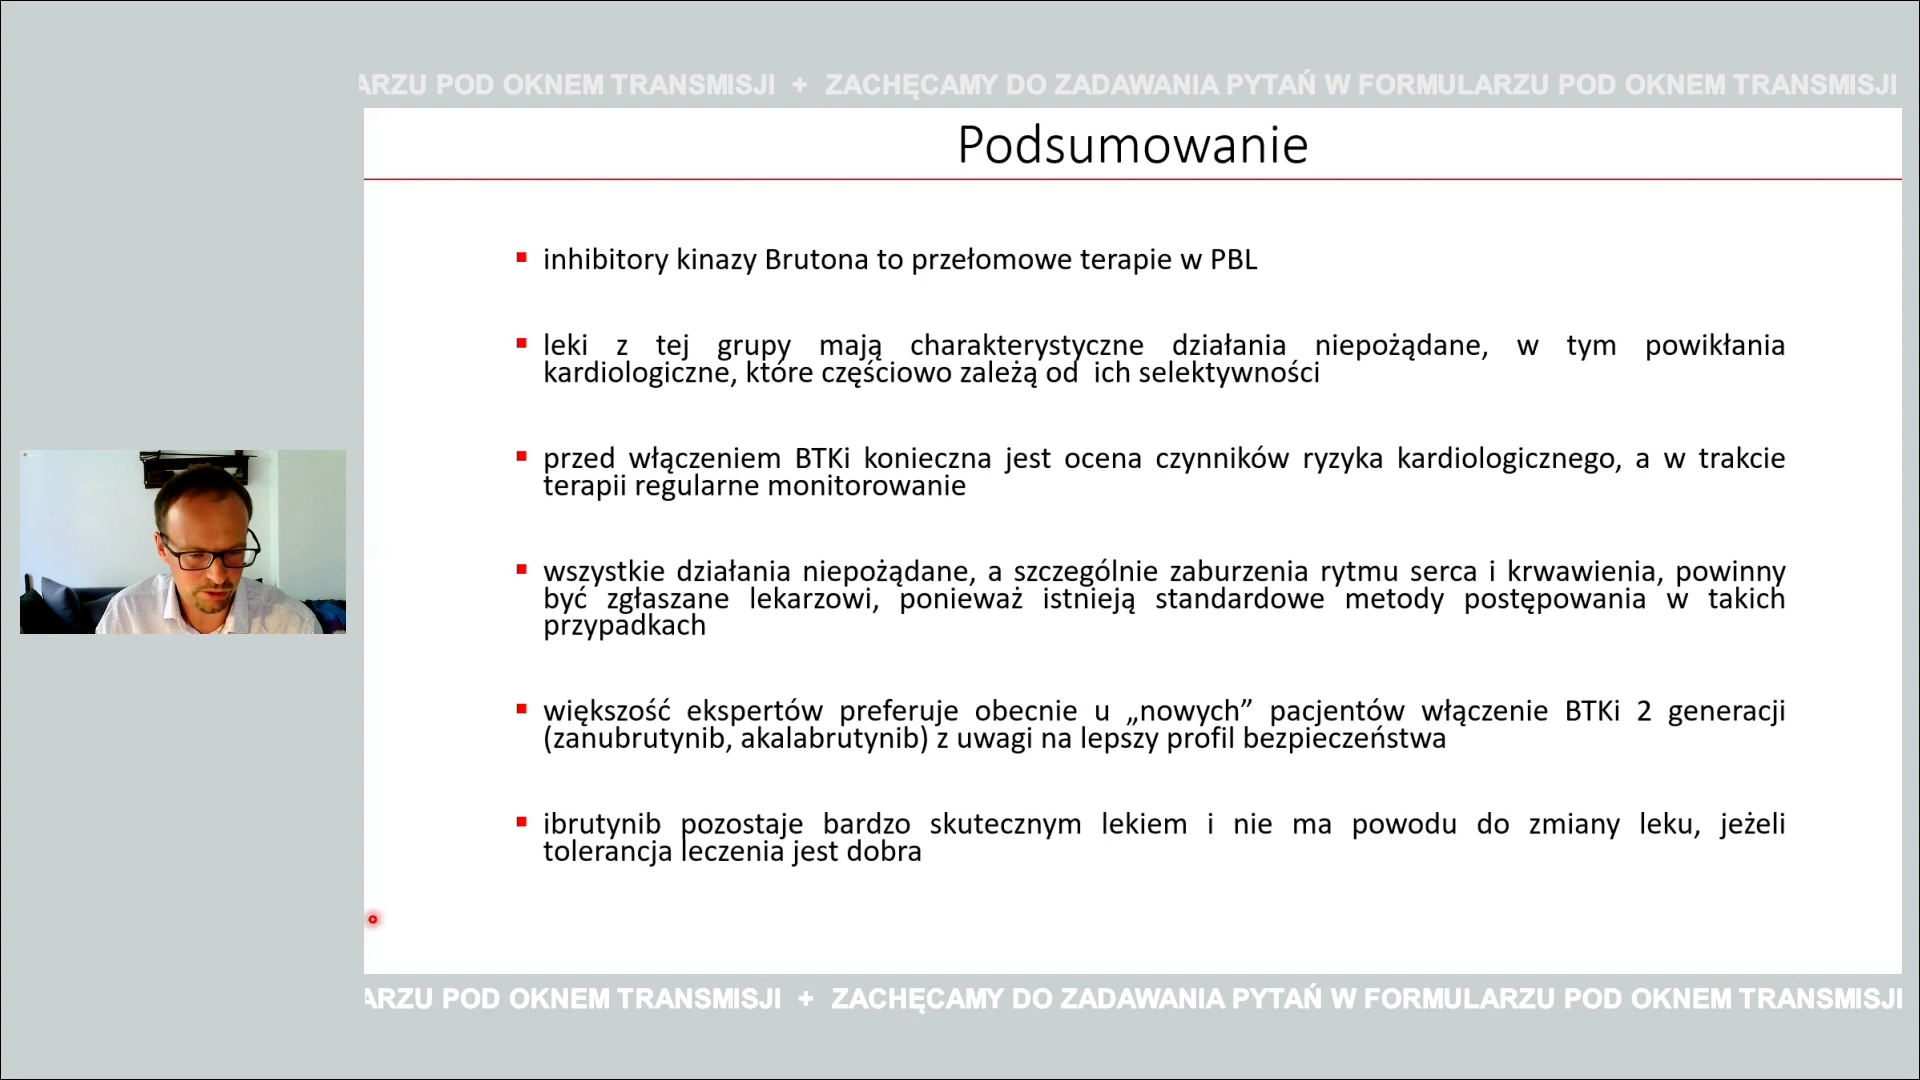 ARZU POD OKNEM TRANSMISJI + ZACHĘCAMY DO ZADAWANIA PYTAŃ W FORMULARZU POD OKNEM TRANSMISJI
Podsumowanie
▪ inhibitory kinazy Brutona to przełomowe terapie w PBL
▪ leki z tej grupy mają charakterystyczne działania niepożądane, w tym powikłania
kardiologiczne, które częściowo zależą od ich selektywności
▪ przed włączeniem BTKi konieczna jest ocena czynników ryzyka kardiologicznego, a w trakcie
terapii regularne monitorowanie
▪ wszystkie działania niepożądane, a szczególnie zaburzenia rytmu serca i krwawienia, powinny
być zgłaszane lekarzowi, ponieważ istnieją standardowe metody postępowania w takich
przypadkach
▪ większość ekspertów preferuje obecnie u „nowych” pacjentów włączenie BTKi 2 generacji
(zanubrutynib, akalabrutynib) z uwagi na lepszy profil bezpieczeństwa
▪ ibrutynib pozostaje bardzo skutecznym lekiem i nie ma powodu do zmiany leku, jeżeli
tolerancja leczenia jest dobra
ARZU POD OKNEM TRANSMISJI + ZACHĘCAMY DO ZADAWANIA PYTAŃ W FORMULARZU POD OKNEM TRANSMISJI